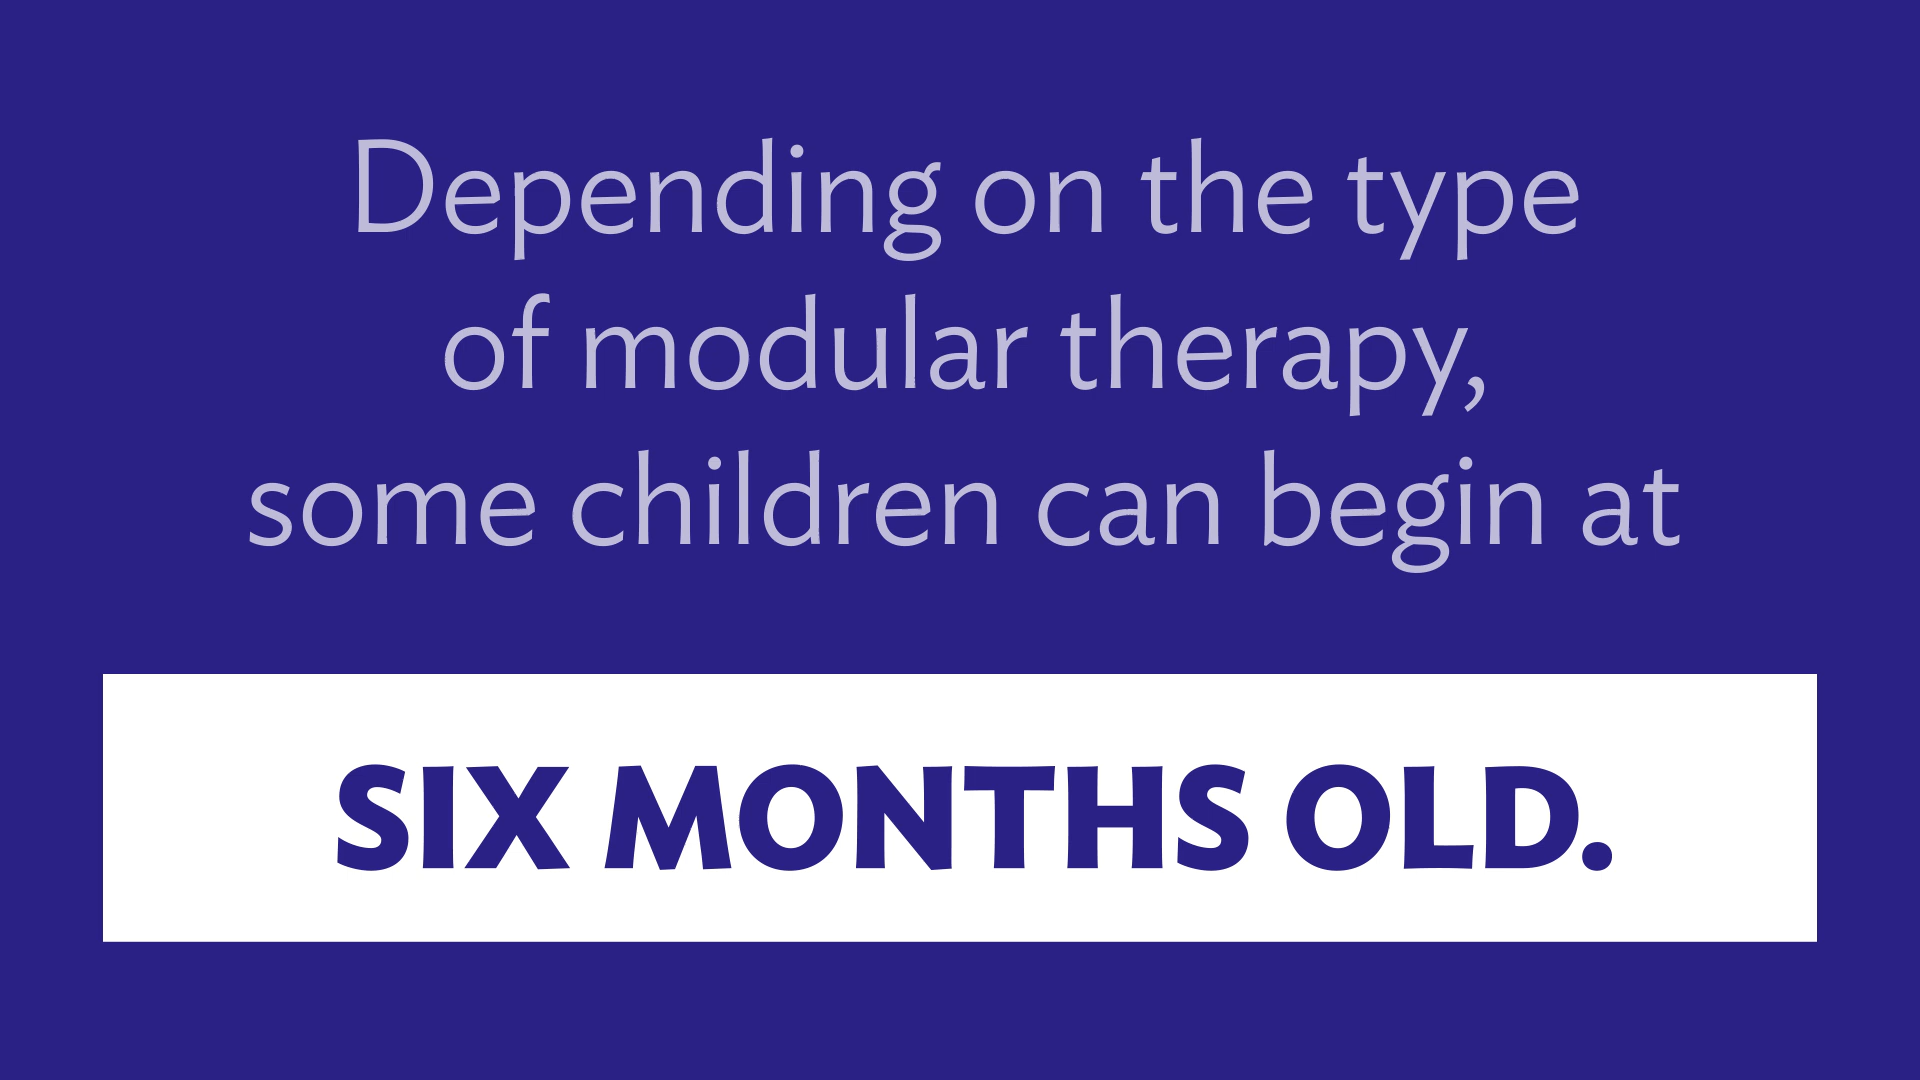 Depending on the type
of modular therapy,
some children can begin at
SIX MONTHS OLD.